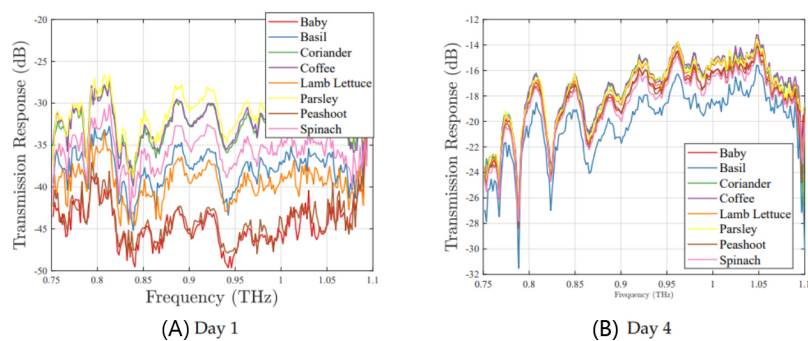 -20
-25
-30
-35
-40
-45
-50
Transmission Response (dB)
Baby
Basil
Coriander
Coffee
Lamb Lettuce
Parsley
Peashoot
Spinach
0.75 0.8 0.85 0.9 0.95 1 1.05 1.1
Frequency (THz)
(A) Day 1
-12
-14
-16
-18
-20
-22
-24
-26
-28
-30
-32
Transmission Response (dB)
Baby
Basil
Coriander
Coffee
Lamb Lettuce
Parsley
Peashoot
Spinach
0.75 0.8 0.85 0.9 0.95 1 1.05 1.1
Frequency (THz)
(B) Day 4